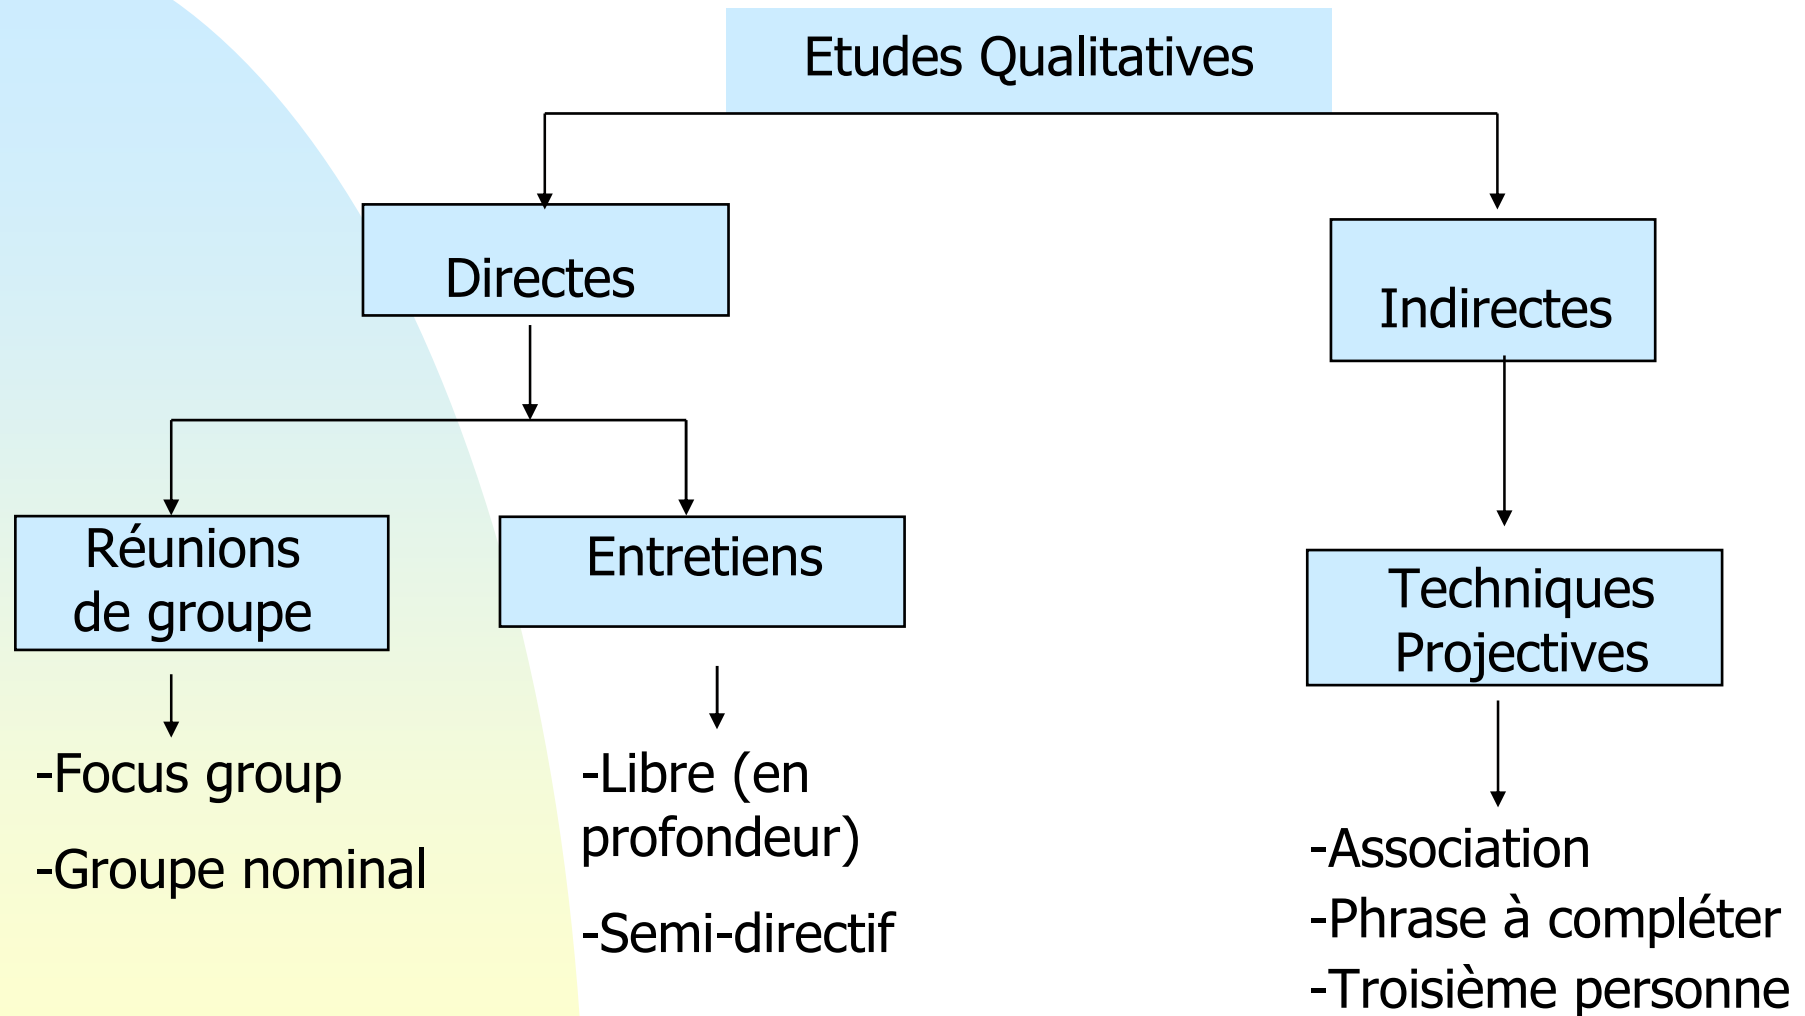 Etudes Qualitatives
Directes
Indirectes
Réunions
de groupe
Entretiens
Techniques
Projectives
-Focus group
-Groupe nominal
-Libre (en
profondeur)
-Semi-directif
-Association
-Phrase à compléter
-Troisième personne